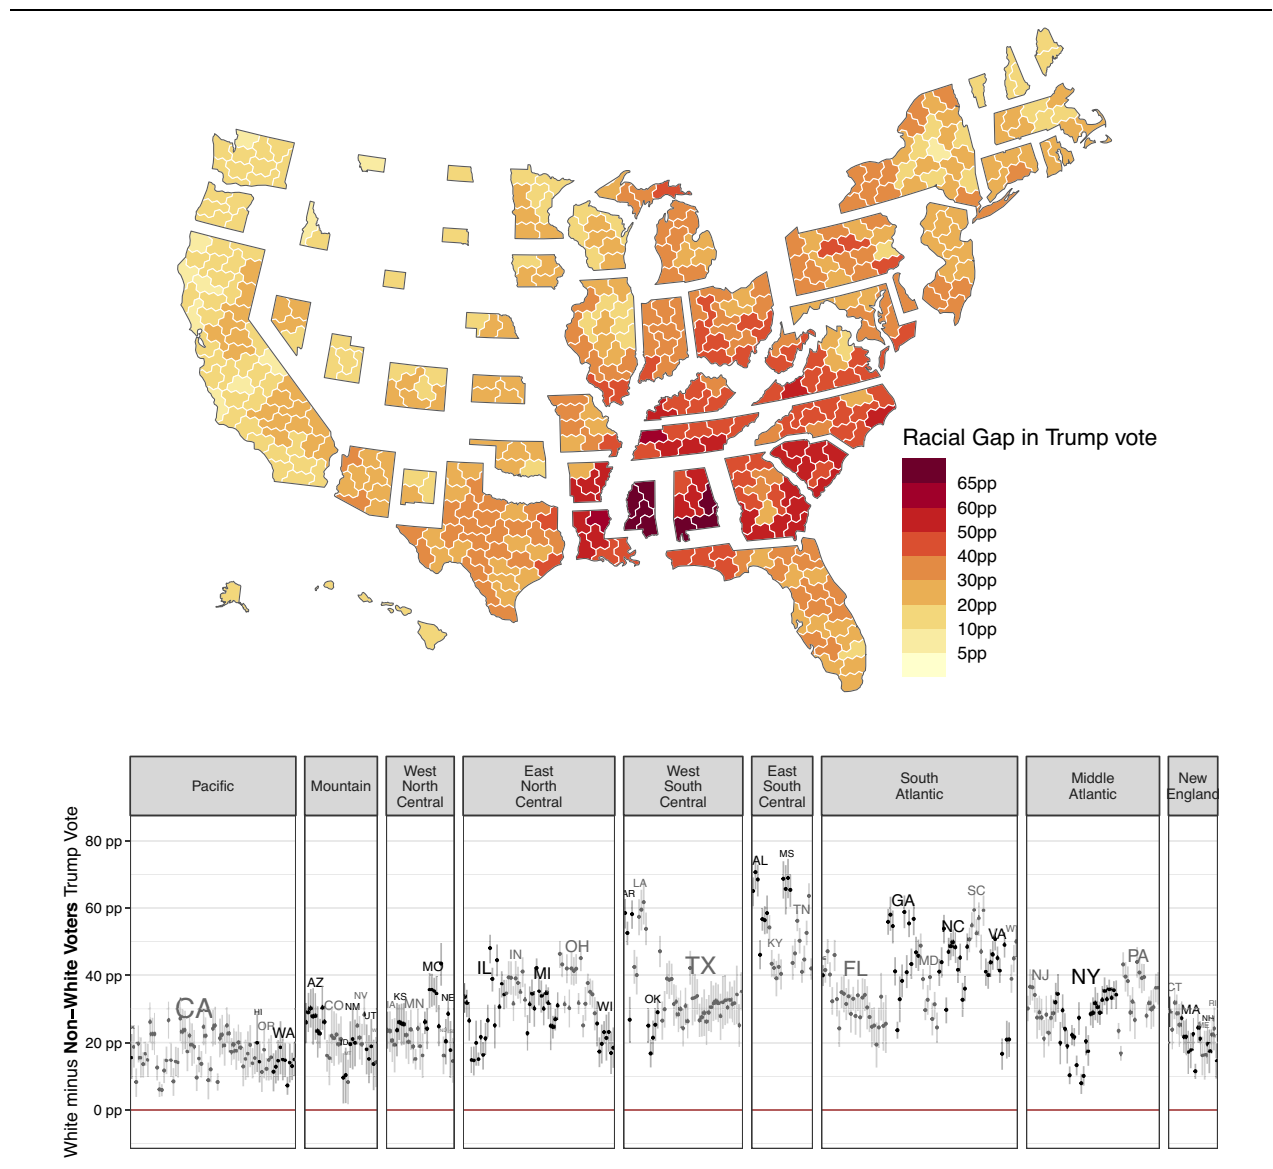 Racial Gap in Trump vote
65pp
60pp
50pp
40pp
30pp
20pp
10pp
5pp
Pacific
Mountain
West
North
Central
East
North
Central
West
South
Central
East
South
Central
South
Atlantic
Middle
Atlantic
New
England
White minus Non−White Voters Trump Vote
80 pp
60 pp
40 pp
20 pp
0 pp
CA
HI
OR
WA
AZ
CO
NV
NM
UT
ID
IA
KS
MN
MO
NE
IL
IN
MI
OH
WI
AR
LA
OK
TX
AL
MS
KY
TN
FL
GA
MD
NC
SC
VA
W
NJ
NY
PA
CT
MA
RI
NH